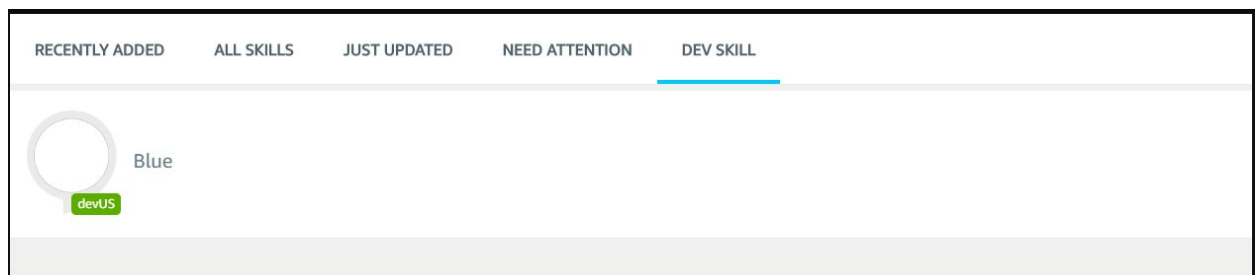 RECENTLY ADDED ALL SKILLS JUST UPDATED NEED ATTENTION DEV SKILL
Blue
devUS